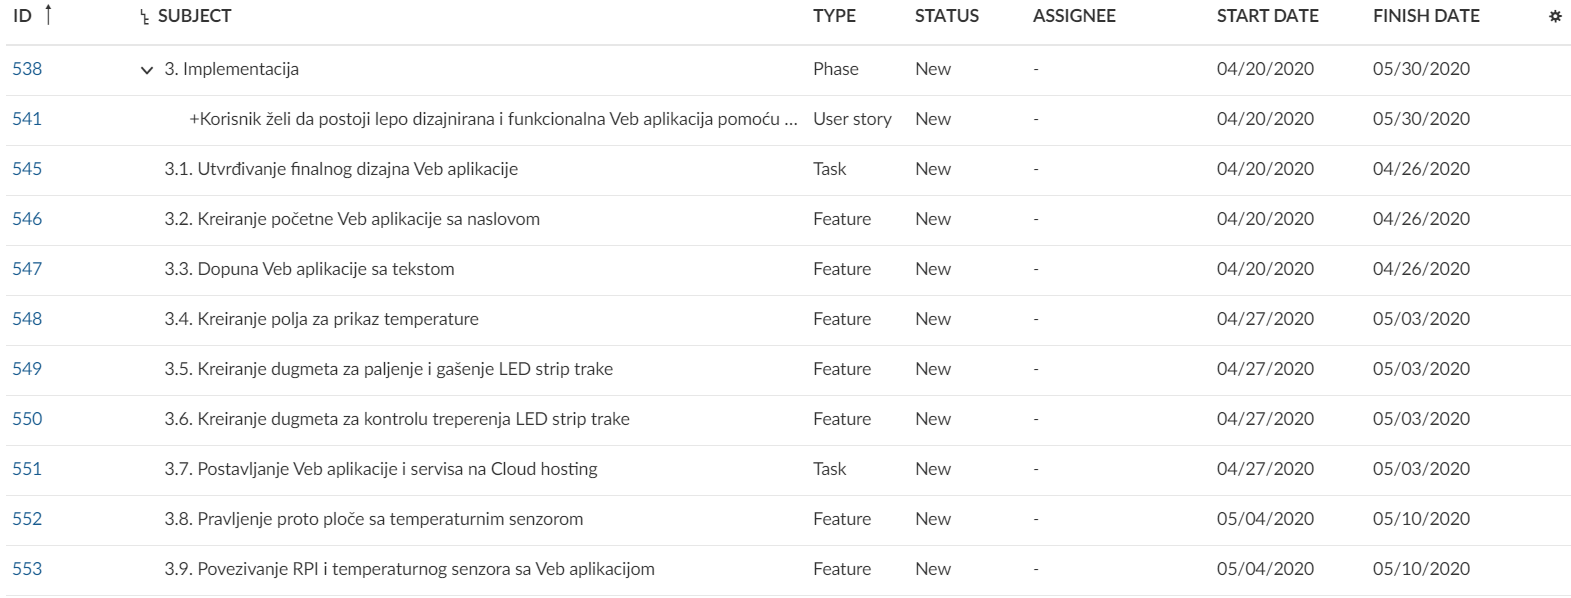 ID SUBJECT TYPE STATUS ASSIGNEE START DATE FINISH DATE
538 3. Implementacija Phase New - 04/20/2020 05/30/2020
541 +Korisnik želi da postoji lepo dizajnirana i funkcionalna Veb aplikacija pomoću ... User story New - 04/20/2020 05/30/2020
545 3.1. Utvrđivanje finalnog dizajna Veb aplikacije Task New - 04/20/2020 04/26/2020
546 3.2. Kreiranje početne Veb aplikacije sa naslovom Feature New - 04/20/2020 04/26/2020
547 3.3. Dopuna Veb aplikacije sa tekstom Feature New - 04/20/2020 04/26/2020
548 3.4. Kreiranje polja za prikaz temperature Feature New - 04/27/2020 05/03/2020
549 3.5. Kreiranje dugmeta za paljenje i gašenje LED strip trake Feature New - 04/27/2020 05/03/2020
550 3.6. Kreiranje dugmeta za kontrolu treperenja LED strip trake Feature New - 04/27/2020 05/03/2020
551 3.7. Postavljanje Veb aplikacije i servisa na Cloud hosting Task New - 04/27/2020 05/03/2020
552 3.8. Pravljenje proto ploče sa temperaturnim senzorom Feature New - 05/04/2020 05/10/2020
553 3.9. Povezivanje RPI i temperaturnog senzora sa Veb aplikacijom Feature New - 05/04/2020 05/10/2020